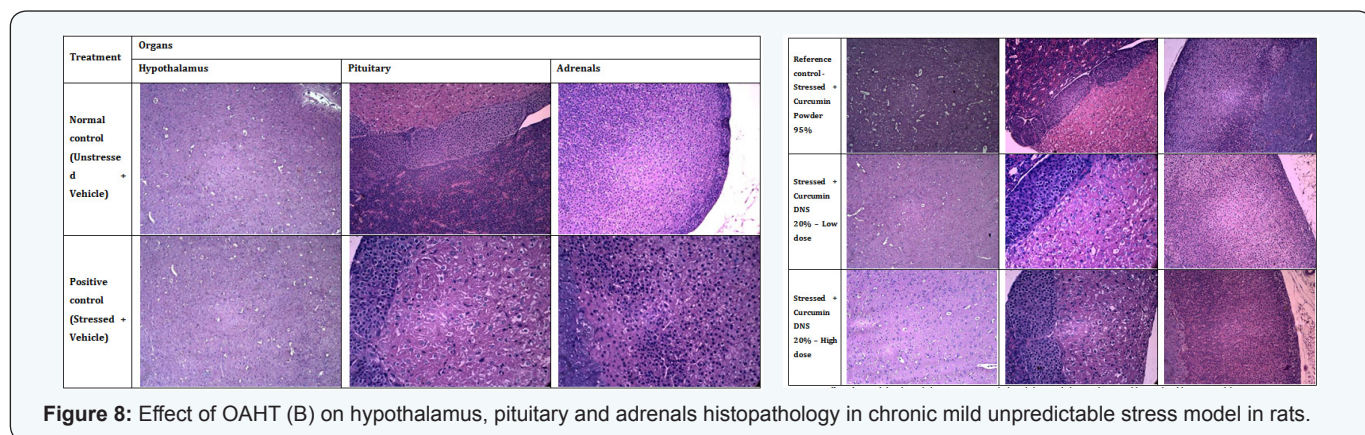 Treatment
Organs
Hypothalamus
Pituitary
Adrenals
Normal
control
(Unstresse
d +
Vehicle)
Positive
control
(Stressed +
Vehicle)
Reference
control -
Stressed +
Curcumin
Powder
95%
Stressed +
Curcumin
DNS
20% – Low
dose
Stressed +
Curcumin
DNS
20% – High
dose
Figure 8: Effect of OAHT (B) on hypothalamus, pituitary and adrenals histopathology in chronic mild unpredictable stress model in rats.